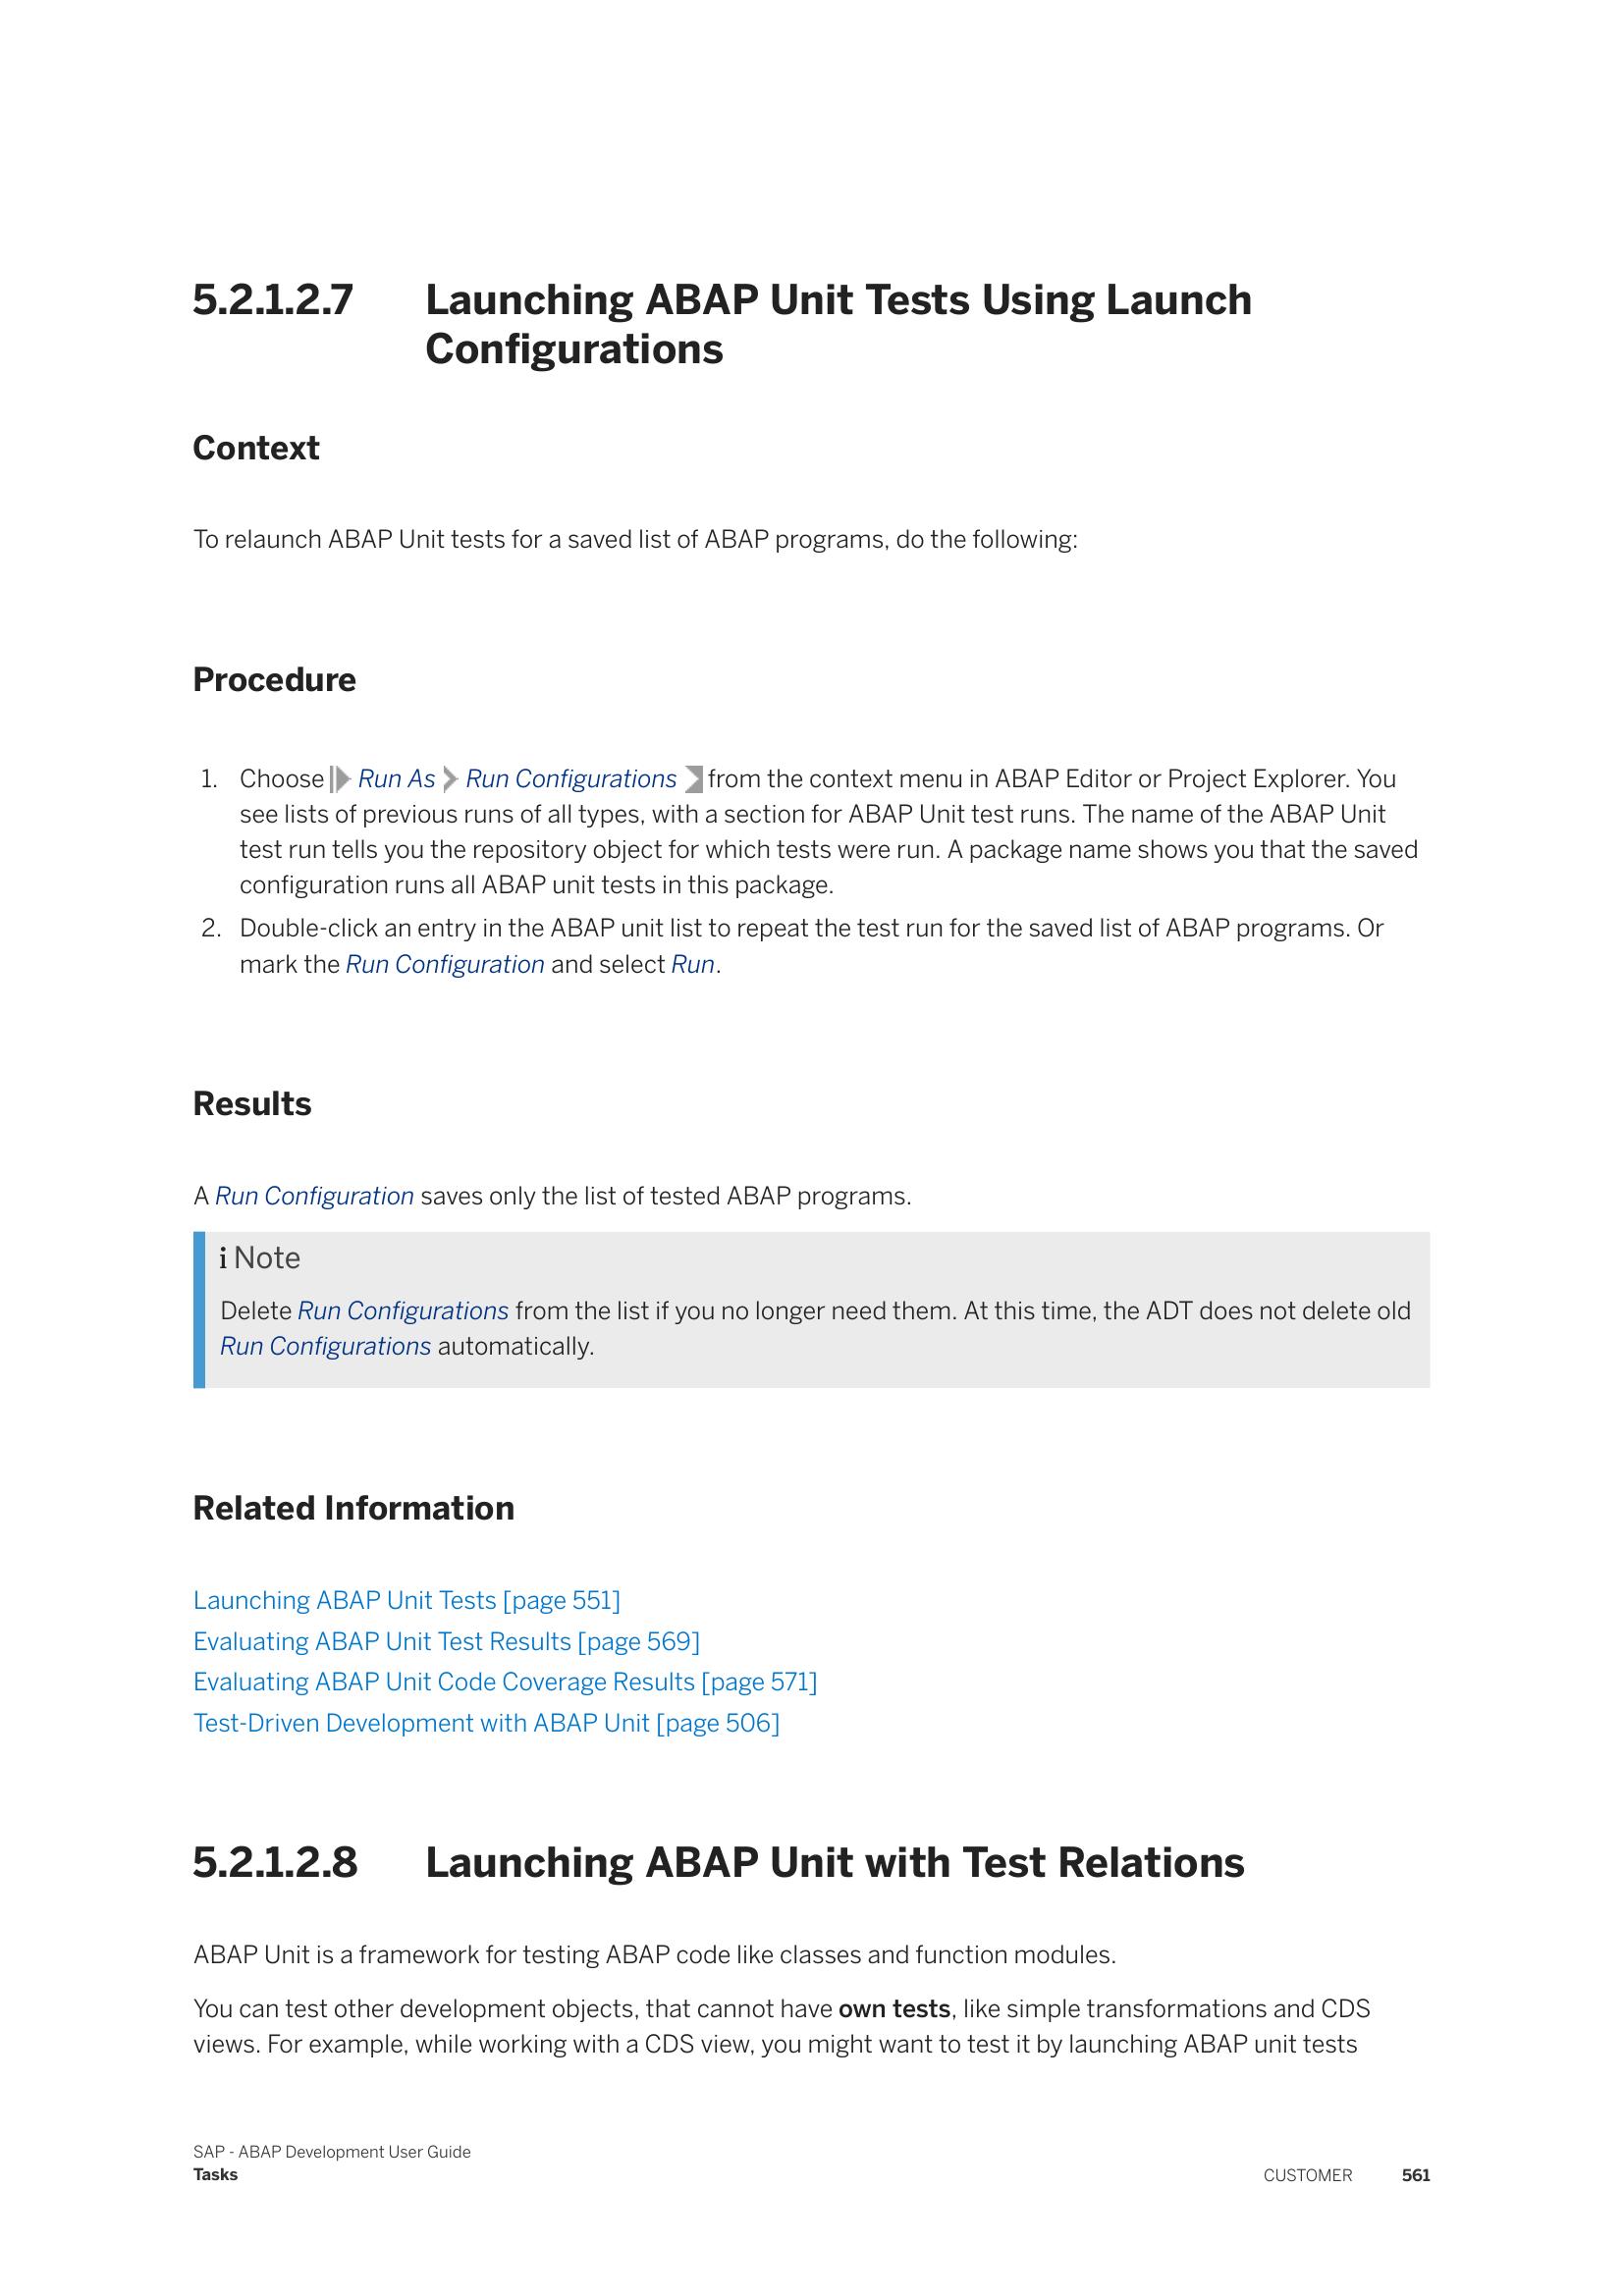 5.2.1.2.7 Launching ABAP Unit Tests Using Launch
Configurations
Context
To relaunch ABAP Unit tests for a saved list of ABAP programs, do the following:
Procedure
1. Choose Run As Run Configurations from the context menu in ABAP Editor or Project Explorer. You
see lists of previous runs of all types, with a section for ABAP Unit test runs. The name of the ABAP Unit
test run tells you the repository object for which tests were run. A package name shows you that the saved
configuration runs all ABAP unit tests in this package.
2. Double-click an entry in the ABAP unit list to repeat the test run for the saved list of ABAP programs. Or
mark the Run Configuration and select Run.
Results
A Run Configuration saves only the list of tested ABAP programs.
i Note
Delete Run Configurations from the list if you no longer need them. At this time, the ADT does not delete old
Run Configurations automatically.
Related Information
Launching ABAP Unit Tests [page 551]
Evaluating ABAP Unit Test Results [page 569]
Evaluating ABAP Unit Code Coverage Results [page 571]
Test-Driven Development with ABAP Unit [page 506]
5.2.1.2.8 Launching ABAP Unit with Test Relations
ABAP Unit is a framework for testing ABAP code like classes and function modules.
You can test other development objects, that cannot have own tests, like simple transformations and CDS
views. For example, while working with a CDS view, you might want to test it by launching ABAP unit tests
SAP - ABAP Development User Guide
Tasks
CUSTOMER 561